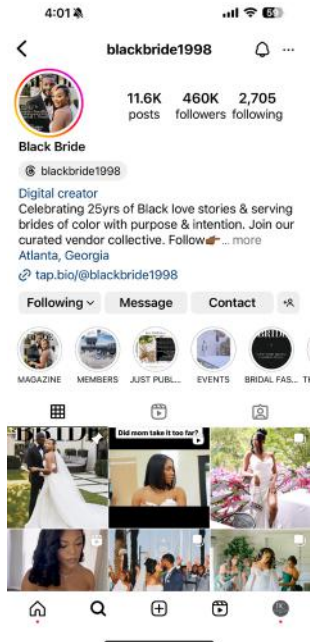 4:01
59
blackbride1998
11.6K 460K 2,705
posts followers following
Black Bride
blackbride1998
Digital creator
Celebrating 25yrs of Black love stories & serving
brides of color with purpose & intention. Join our
curated vendor collective. Follow👉🏾... more
Atlanta, Georgia
tap.bio/@blackbride1998
Following Message Contact
MAGAZINE MEMBERS JUST PUBL... EVENTS BRIDAL FAS...
BRIDE
Did mom take it too far?